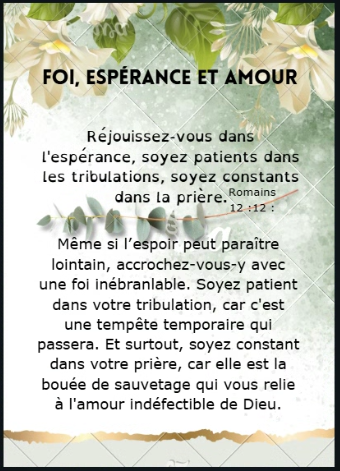 FOI, ESPÉRANCE ET AMOUR
Réjouissez-vous dans
l'espérance, soyez patients dans
les tribulations, soyez constants
dans la prière.
Romains
12 :12 :
Même si l’espoir peut paraître
lointain, accrochez-vous-y avec
une foi inébranlable. Soyez patient
dans votre tribulation, car c'est
une tempête temporaire qui
passera. Et surtout, soyez constant
dans votre prière, car elle est la
bouée de sauvetage qui vous relie
à l'amour indéfectible de Dieu.